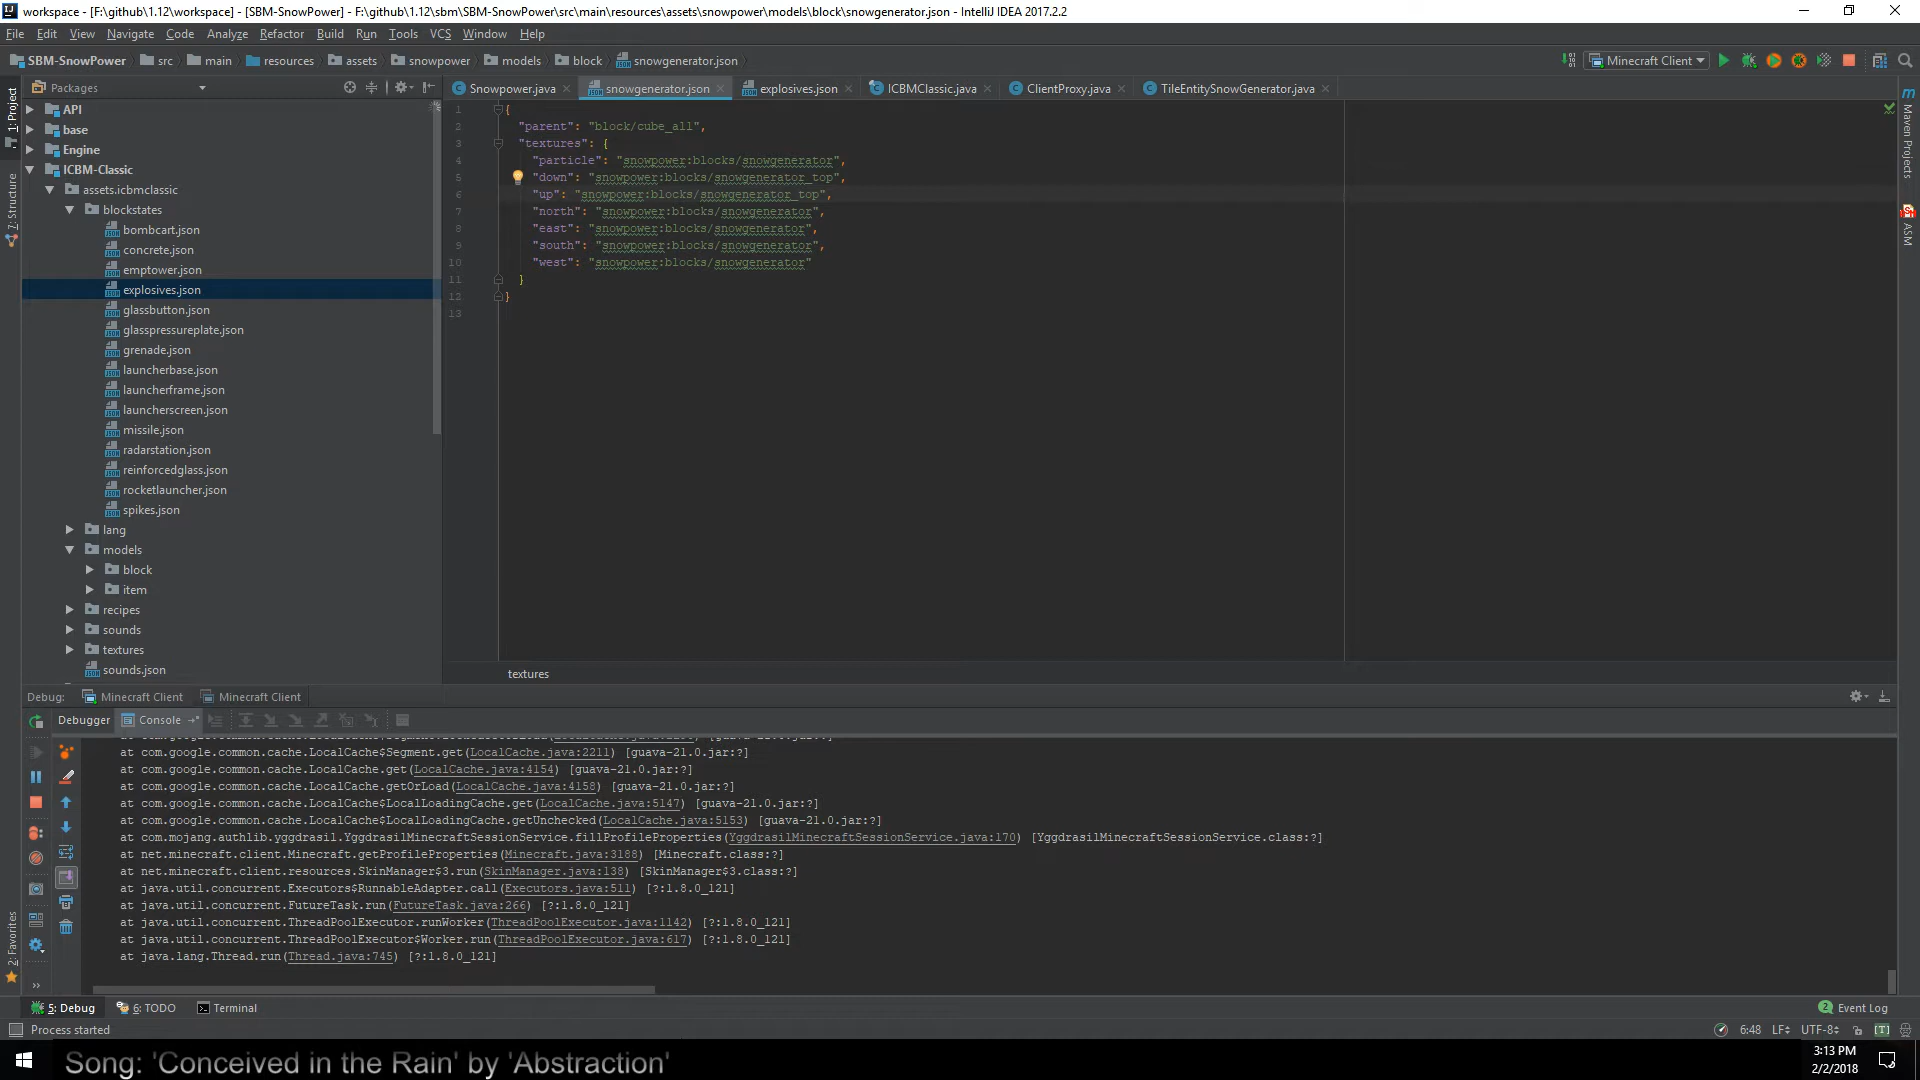 workspace - [F:\github\1.12\workspace] - [SBM-SnowPower] - F:\github\1.12\sbm\SBM-SnowPower\src\main\resources\assets\snowpower\models\block\snowgenerator.json - IntelliJ IDEA 2017.2.2
File Edit View Navigate Code Analyze Refactor Build Run Tools VCS Window Help
SBM-SnowPower src main resources assets snowpower models block snowgenerator.json Minecraft Client
Packages Snowpower.java snowgenerator.json explosives.json ICBMClassic.java ClientProxy.java TileEntitySnowGenerator.java
1: Project
7: Structure
2: Favorites
Maven Projects
ASM
API
base
Engine
ICBM-Classic
assets.icbmclassic
blockstates
bombcart.json
concrete.json
emptower.json
explosives.json
glassbutton.json
glasspressureplate.json
grenade.json
launcherbase.json
launcherframe.json
launcherscreen.json
missile.json
radarstation.json
reinforcedglass.json
rocketlauncher.json
spikes.json
lang
models
block
item
recipes
sounds
textures
sounds.json
1 {
2 "parent": "block/cube_all",
3 "textures": {
4 "particle": "snowpower:blocks/snowgenerator",
5 "down": "snowpower:blocks/snowgenerator_top",
6 "up": "snowpower:blocks/snowgenerator_top",
7 "north": "snowpower:blocks/snowgenerator",
8 "east": "snowpower:blocks/snowgenerator",
9 "south": "snowpower:blocks/snowgenerator",
10 "west": "snowpower:blocks/snowgenerator"
11 }
12 }
13
textures
Debug: Minecraft Client Minecraft Client
Debugger Console
at com.google.common.cache.LocalCache$Segment.get(LocalCache.java:2211) [guava-21.0.jar:?]
at com.google.common.cache.LocalCache.get(LocalCache.java:4154) [guava-21.0.jar:?]
at com.google.common.cache.LocalCache.getOrLoad(LocalCache.java:4158) [guava-21.0.jar:?]
at com.google.common.cache.LocalCache$LocalLoadingCache.get(LocalCache.java:5147) [guava-21.0.jar:?]
at com.google.common.cache.LocalCache$LocalLoadingCache.getUnchecked(LocalCache.java:5153) [guava-21.0.jar:?]
at com.mojang.authlib.yggdrasil.YggdrasilMinecraftSessionService.fillProfileProperties(YggdrasilMinecraftSessionService.java:170) [YggdrasilMinecraftSessionService.class:?]
at net.minecraft.client.Minecraft.getProfileProperties(Minecraft.java:3188) [Minecraft.class:?]
at net.minecraft.client.resources.SkinManager$3.run(SkinManager.java:138) [SkinManager$3.class:?]
at java.util.concurrent.Executors$RunnableAdapter.call(Executors.java:511) [?:1.8.0_121]
at java.util.concurrent.FutureTask.run(FutureTask.java:266) [?:1.8.0_121]
at java.util.concurrent.ThreadPoolExecutor.runWorker(ThreadPoolExecutor.java:1142) [?:1.8.0_121]
at java.util.concurrent.ThreadPoolExecutor$Worker.run(ThreadPoolExecutor.java:617) [?:1.8.0_121]
at java.lang.Thread.run(Thread.java:745) [?:1.8.0_121]
5: Debug 6: TODO Terminal 2 Event Log
Process started 6:48 LF UTF-8 [T]
Song: 'Conceived in the Rain' by 'Abstraction'
3:13 PM
2/2/2018